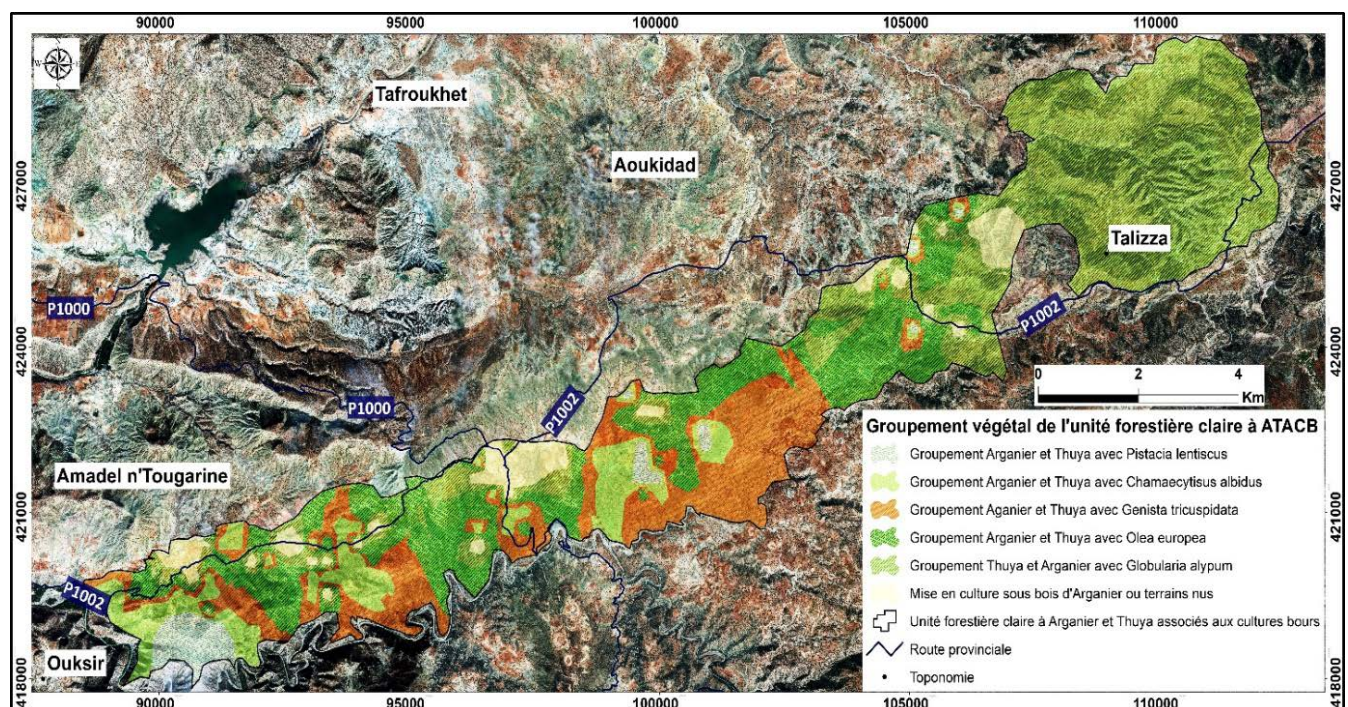 90000 95000 100000 105000 110000
N
W E
S
Tafroukhet
427000 Aoukidad 427000
Talizza
P1000
P1002
424000 424000
0 2 4
Km
P1000
P1002
Groupement végétal de l'unité forestière claire à ATACB
Groupement Arganier et Thuya avec Pistacia lentiscus
Amadel n'Tougarine
Groupement Arganier et Thuya avec Chamaecytisus albidus
421000 Groupement Aganier et Thuya avec Genista tricuspidata 421000
Groupement Arganier et Thuya avec Olea europea
Groupement Thuya et Arganier avec Globularia alypum
P1002
Mise en culture sous bois d'Arganier ou terrains nus
Unité forestière claire à Arganier et Thuya associés aux cultures bours
Route provinciale
Ouksir
418000 Toponomie 418000
90000 95000 100000 105000 110000